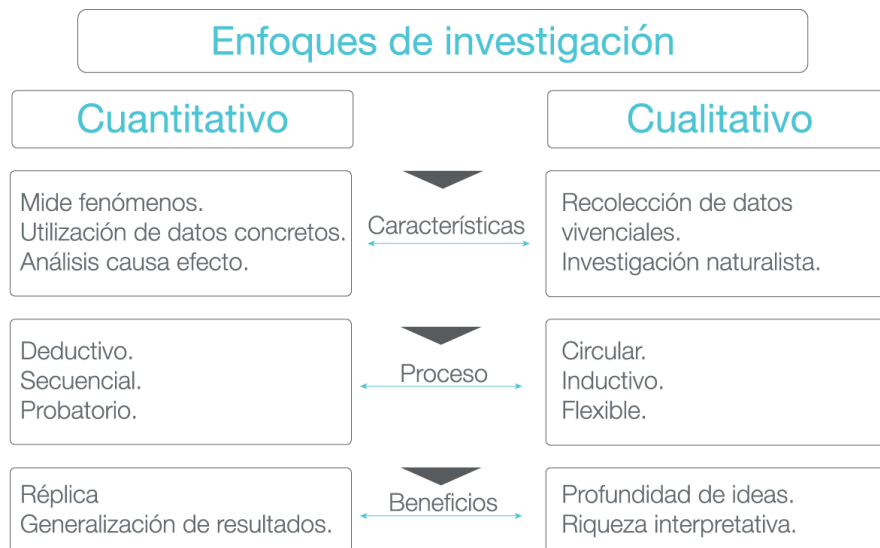 Enfoques de investigación
Cuantitativo
Cualitativo
Mide fenómenos.
Utilización de datos concretos.
Análisis causa efecto.
Característícas
Recolección de datos
vivenciales.
Investigación naturalista.
Deductivo.
Secuencial.
Probatorio.
Proceso
Circular.
Inductivo.
Flexible.
Réplica
Generalización de resultados.
Beneficios
Profundidad de ideas.
Riqueza interpretativa.